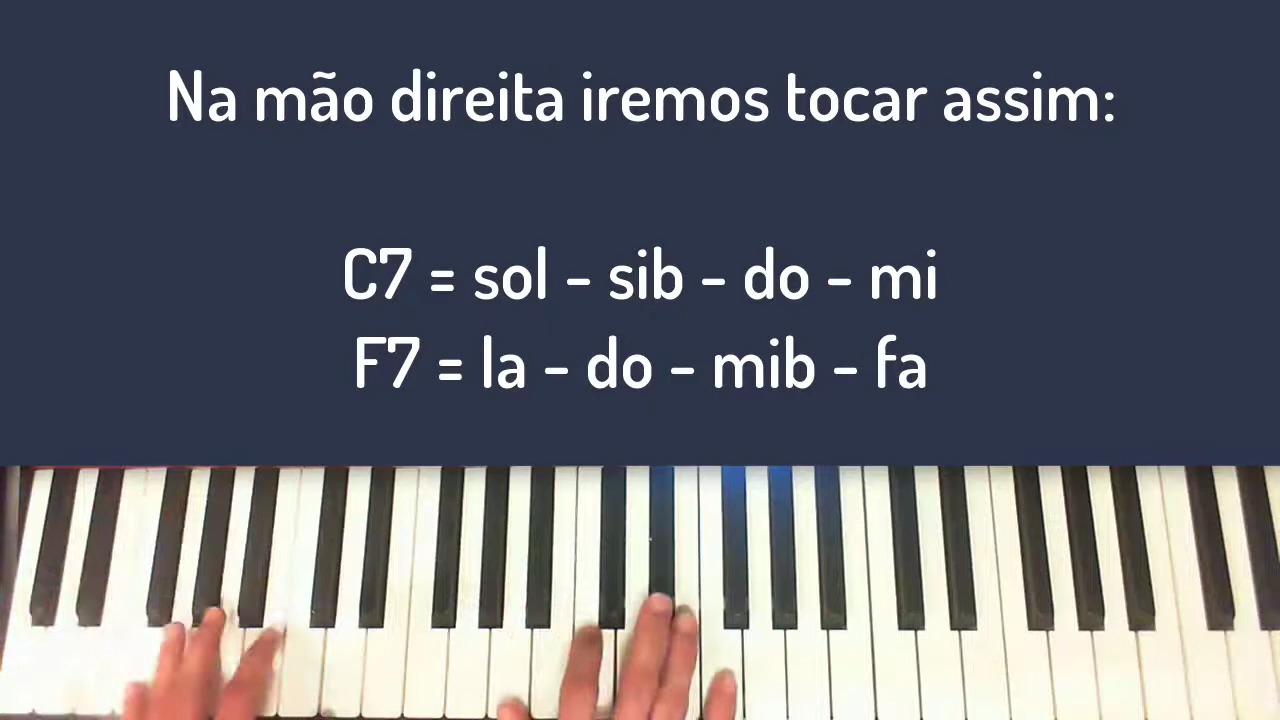 Na mão direita iremos tocar assim:
C7 = sol - sib - do - mi
F7 = la - do - mib - fa